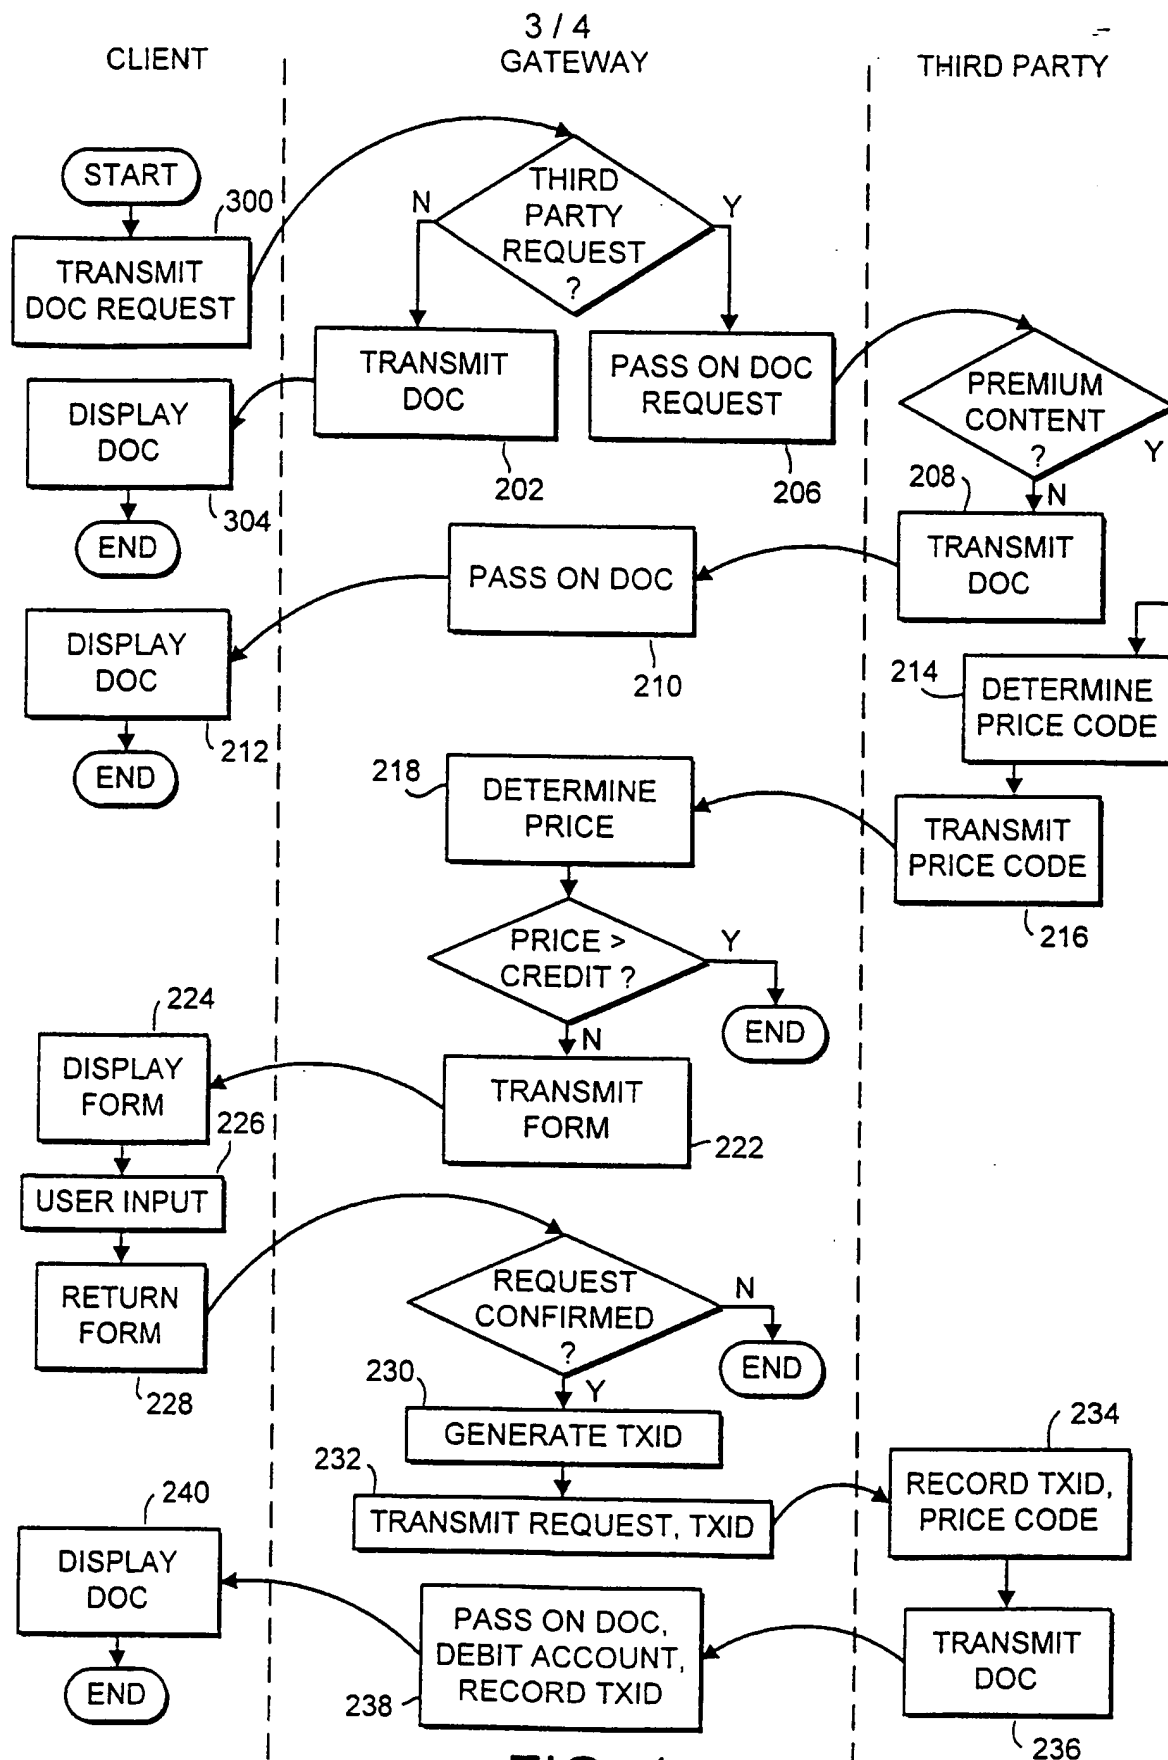 3 / 4
CLIENT
GATEWAY
THIRD PARTY
START
300
TRANSMIT
DOC REQUEST
THIRD
PARTY
REQUEST
?
N
Y
TRANSMIT
DOC
202
PASS ON DOC
REQUEST
206
PREMIUM
CONTENT
?
Y
N
DISPLAY
DOC
304
END
208
TRANSMIT
DOC
PASS ON DOC
210
DISPLAY
DOC
212
END
214
DETERMINE
PRICE CODE
TRANSMIT
PRICE CODE
216
218
DETERMINE
PRICE
PRICE >
CREDIT ?
Y
END
N
TRANSMIT
FORM
222
224
DISPLAY
FORM
226
USER INPUT
RETURN
FORM
228
REQUEST
CONFIRMED
?
N
END
Y
230
GENERATE TXID
232
TRANSMIT REQUEST, TXID
234
RECORD TXID,
PRICE CODE
TRANSMIT
DOC
236
PASS ON DOC,
DEBIT ACCOUNT,
RECORD TXID
238
240
DISPLAY
DOC
END